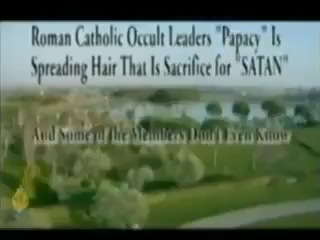 Roman Catholic Occult Leaders "Papacy" Is
Spreading Hair That Is Sacrifice for "SATAN"
And Some of the Members Don't Even Know